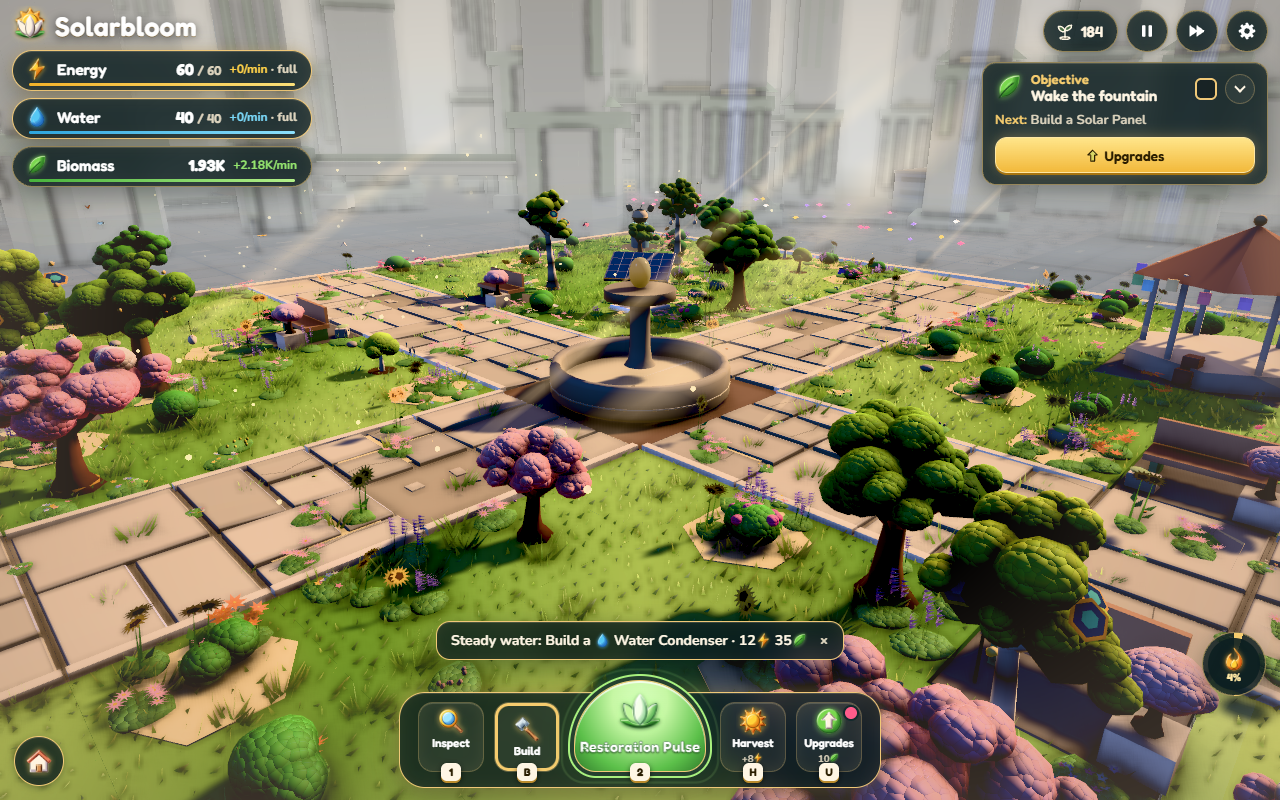 Solarbloom
Energy 60 / 60 +0/min · full
Water 40 / 40 +0/min · full
Biomass 1.93K +2.18K/min
184
Objective
Wake the fountain
Next: Build a Solar Panel
Upgrades
Steady water: Build a Water Condenser · 12 35 ×
4%
Inspect
1
Build
B
Restoration Pulse
2
Harvest
+8
H
Upgrades
10
U